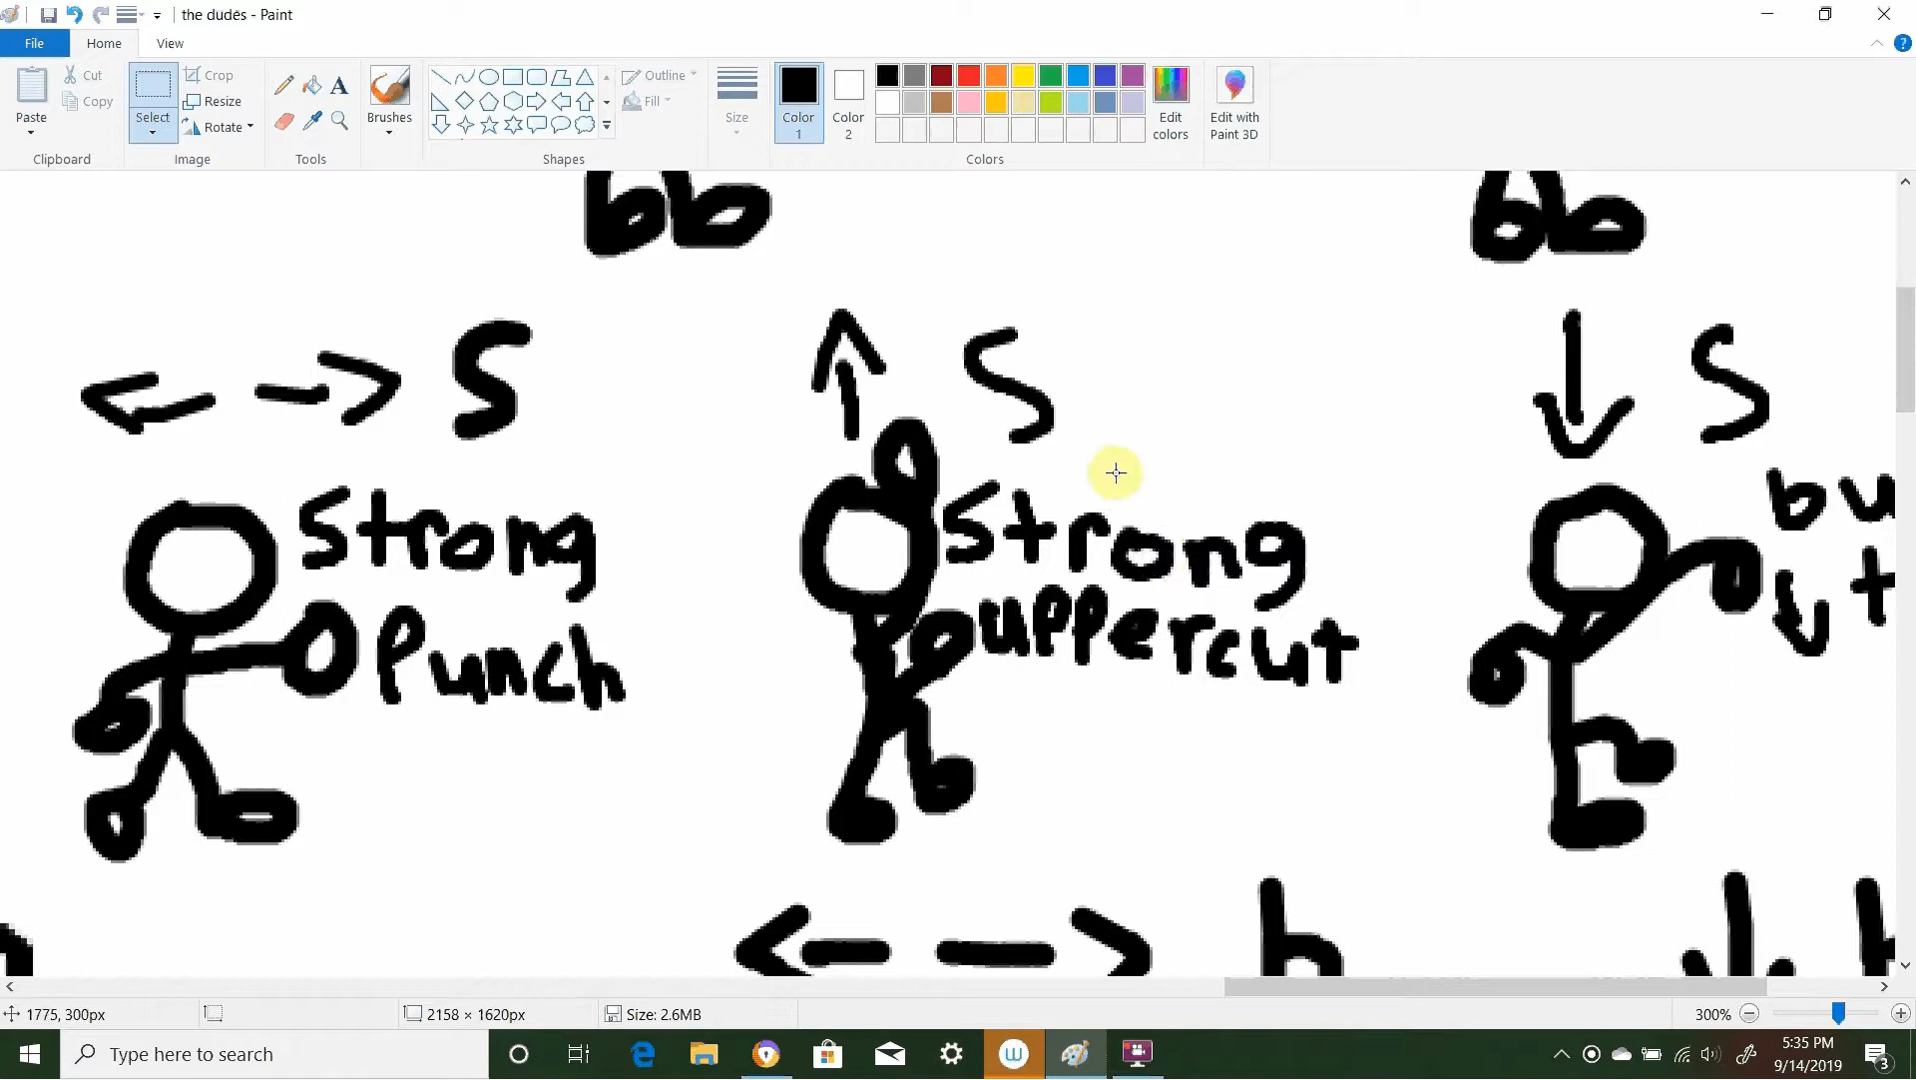 the dudes - Paint
File Home View
Paste
Cut
Copy
Clipboard
Select
Crop
Resize
Rotate
Image
Tools
Brushes
Shapes
Outline
Fill
Size
Color 1
Color 2
Colors
Edit colors
Edit with Paint 3D
bb
bb
S
S
S
Strong
Punch
Strong
uppercut
bu
t
h
1775, 300px
2158 × 1620px
Size: 2.6MB
300%
Type here to search
5:35 PM
9/14/2019
3